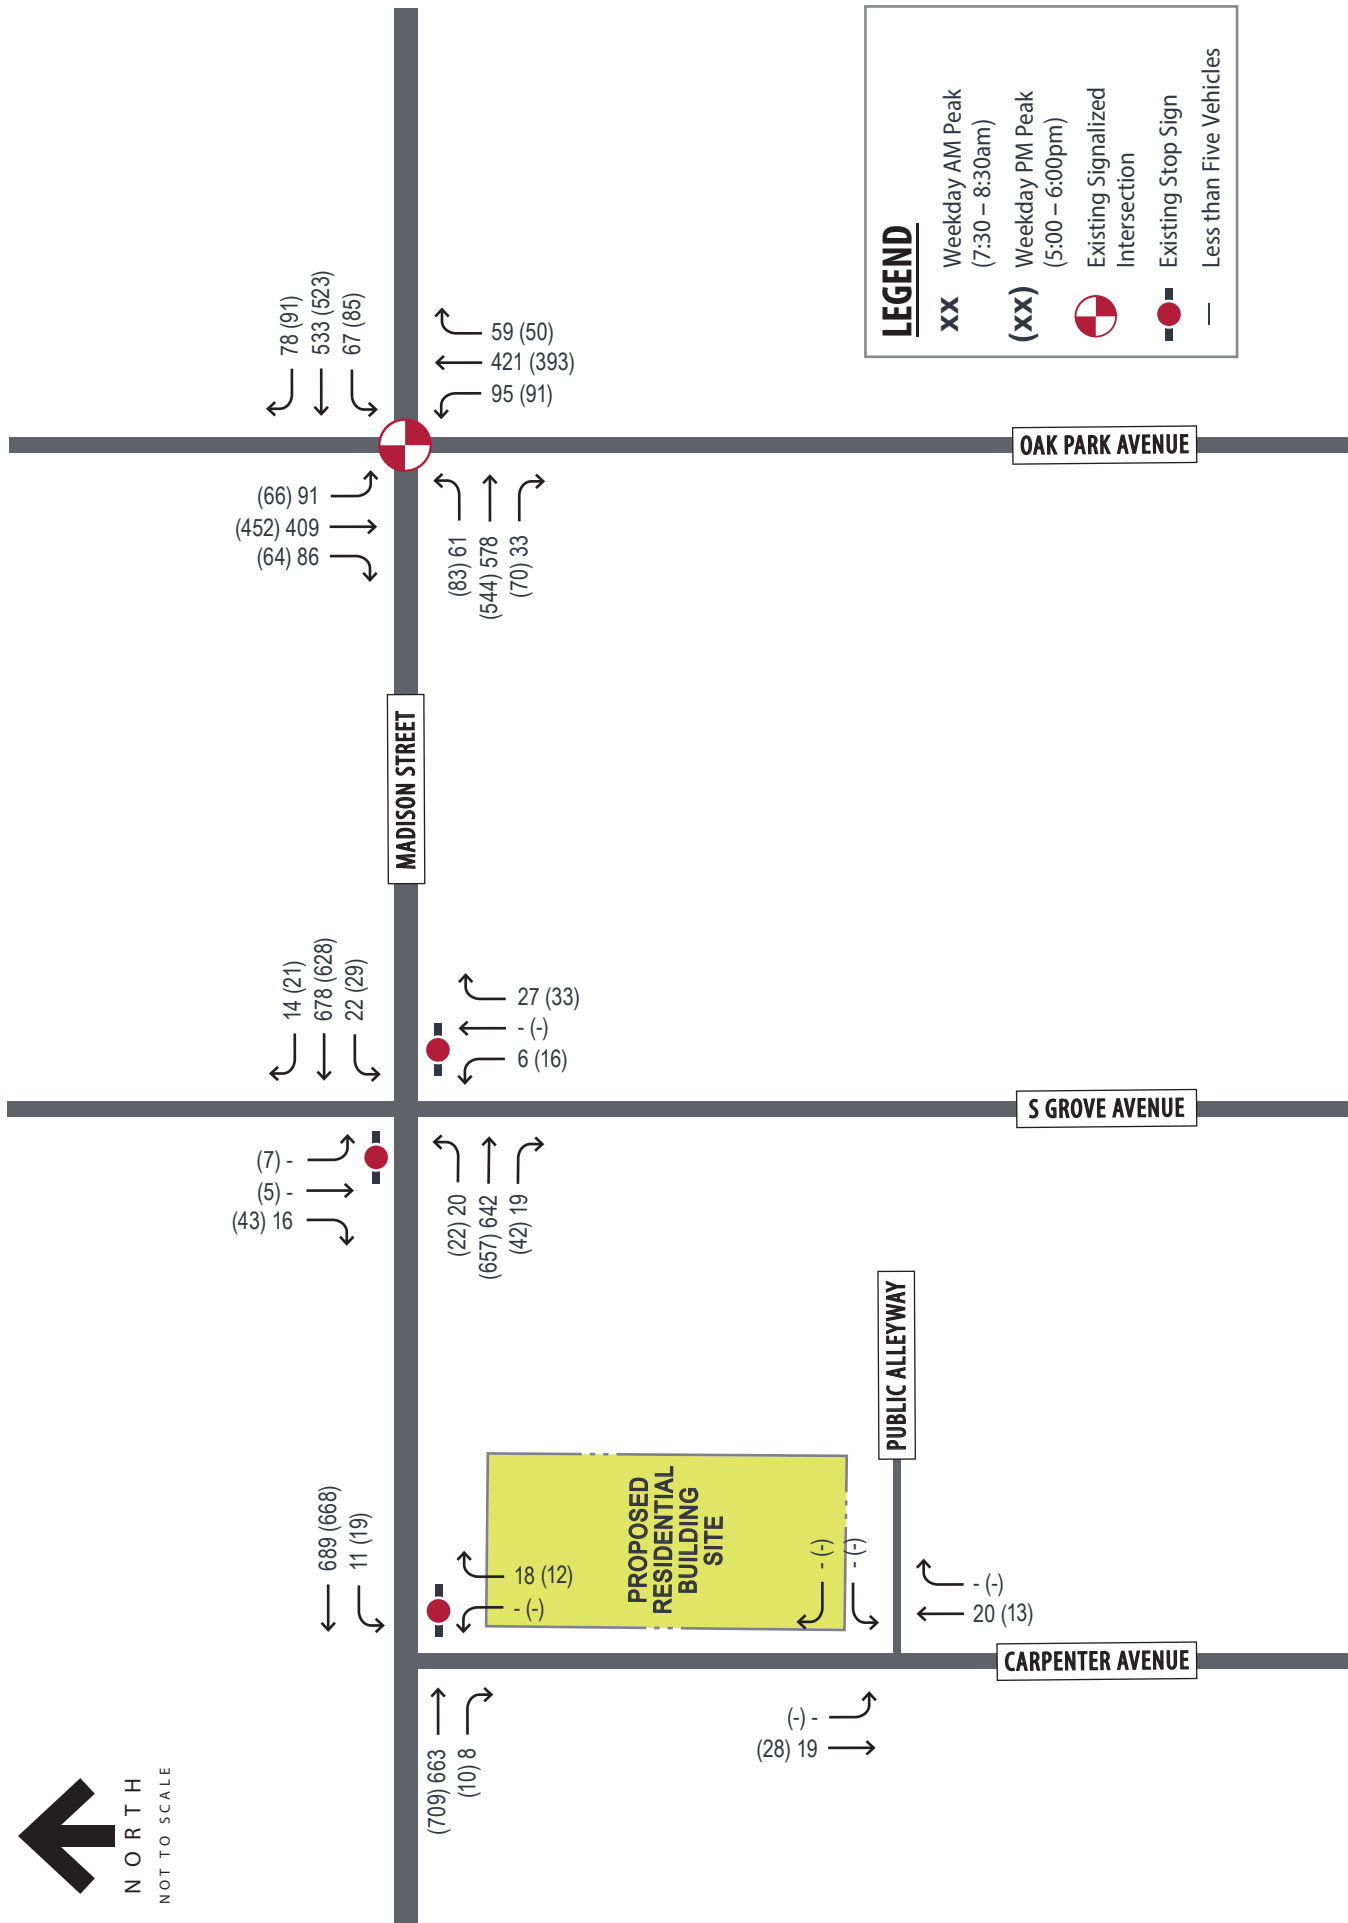 LEGEND
XX Weekday AM Peak
(7:30 – 8:30am)
(XX) Weekday PM Peak
(5:00 – 6:00pm)
Existing Signalized
Intersection
Existing Stop Sign
– Less than Five Vehicles
78 (91)
533 (523)
67 (85)
59 (50)
421 (393)
95 (91)
OAK PARK AVENUE
(66) 91
(452) 409
(64) 86
(83) 61
(544) 578
(70) 33
MADISON STREET
14 (21)
678 (628)
22 (29)
27 (33)
- (-)
6 (16)
S GROVE AVENUE
(7) -
(5) -
(43) 16
(22) 20
(657) 642
(42) 19
PUBLIC ALLEYWAY
689 (668)
11 (19)
18 (12)
- (-)
PROPOSED
RESIDENTIAL
BUILDING
SITE
- (-)
- (-)
- (-)
20 (13)
CARPENTER AVENUE
(709) 663
(10) 8
(-) -
(28) 19
NORTH
NOT TO SCALE